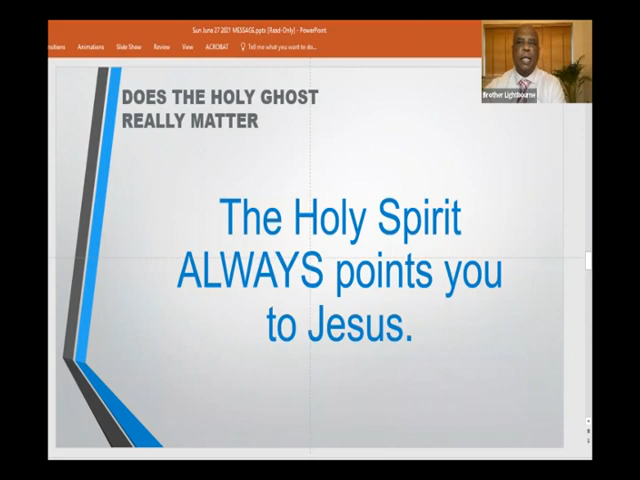 Sun June 27 2021 MESSAGE.pptx [Read-Only] - PowerPoint
Animations Slide Show Review View ACROBAT Tell me what you want to do...
Brother Lightbourne
DOES THE HOLY GHOST
REALLY MATTER
The Holy Spirit
ALWAYS points you
to Jesus.